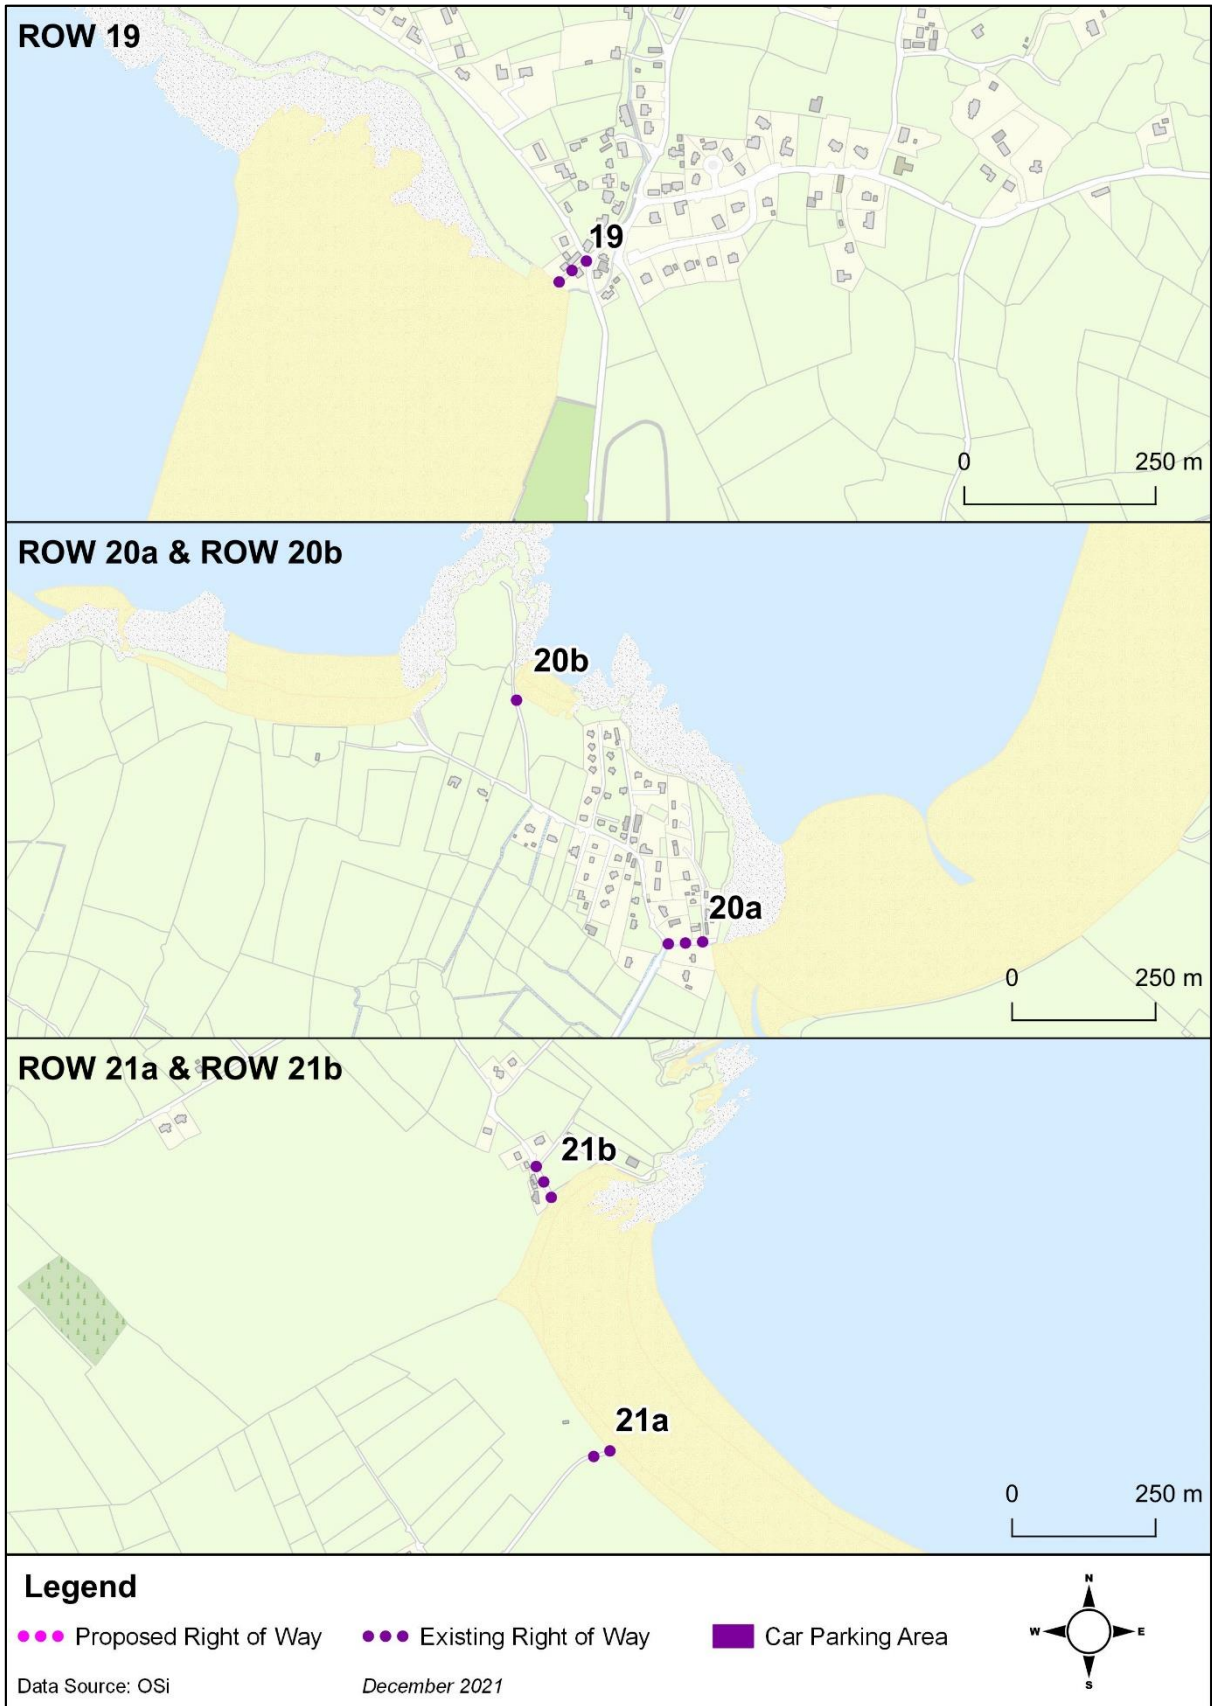 ROW 19
19
0 250 m
ROW 20a & ROW 20b
20b
20a
0 250 m
ROW 21a & ROW 21b
21b
21a
0 250 m
Legend
Proposed Right of Way Existing Right of Way Car Parking Area
Data Source: OSi December 2021
N
W E
S